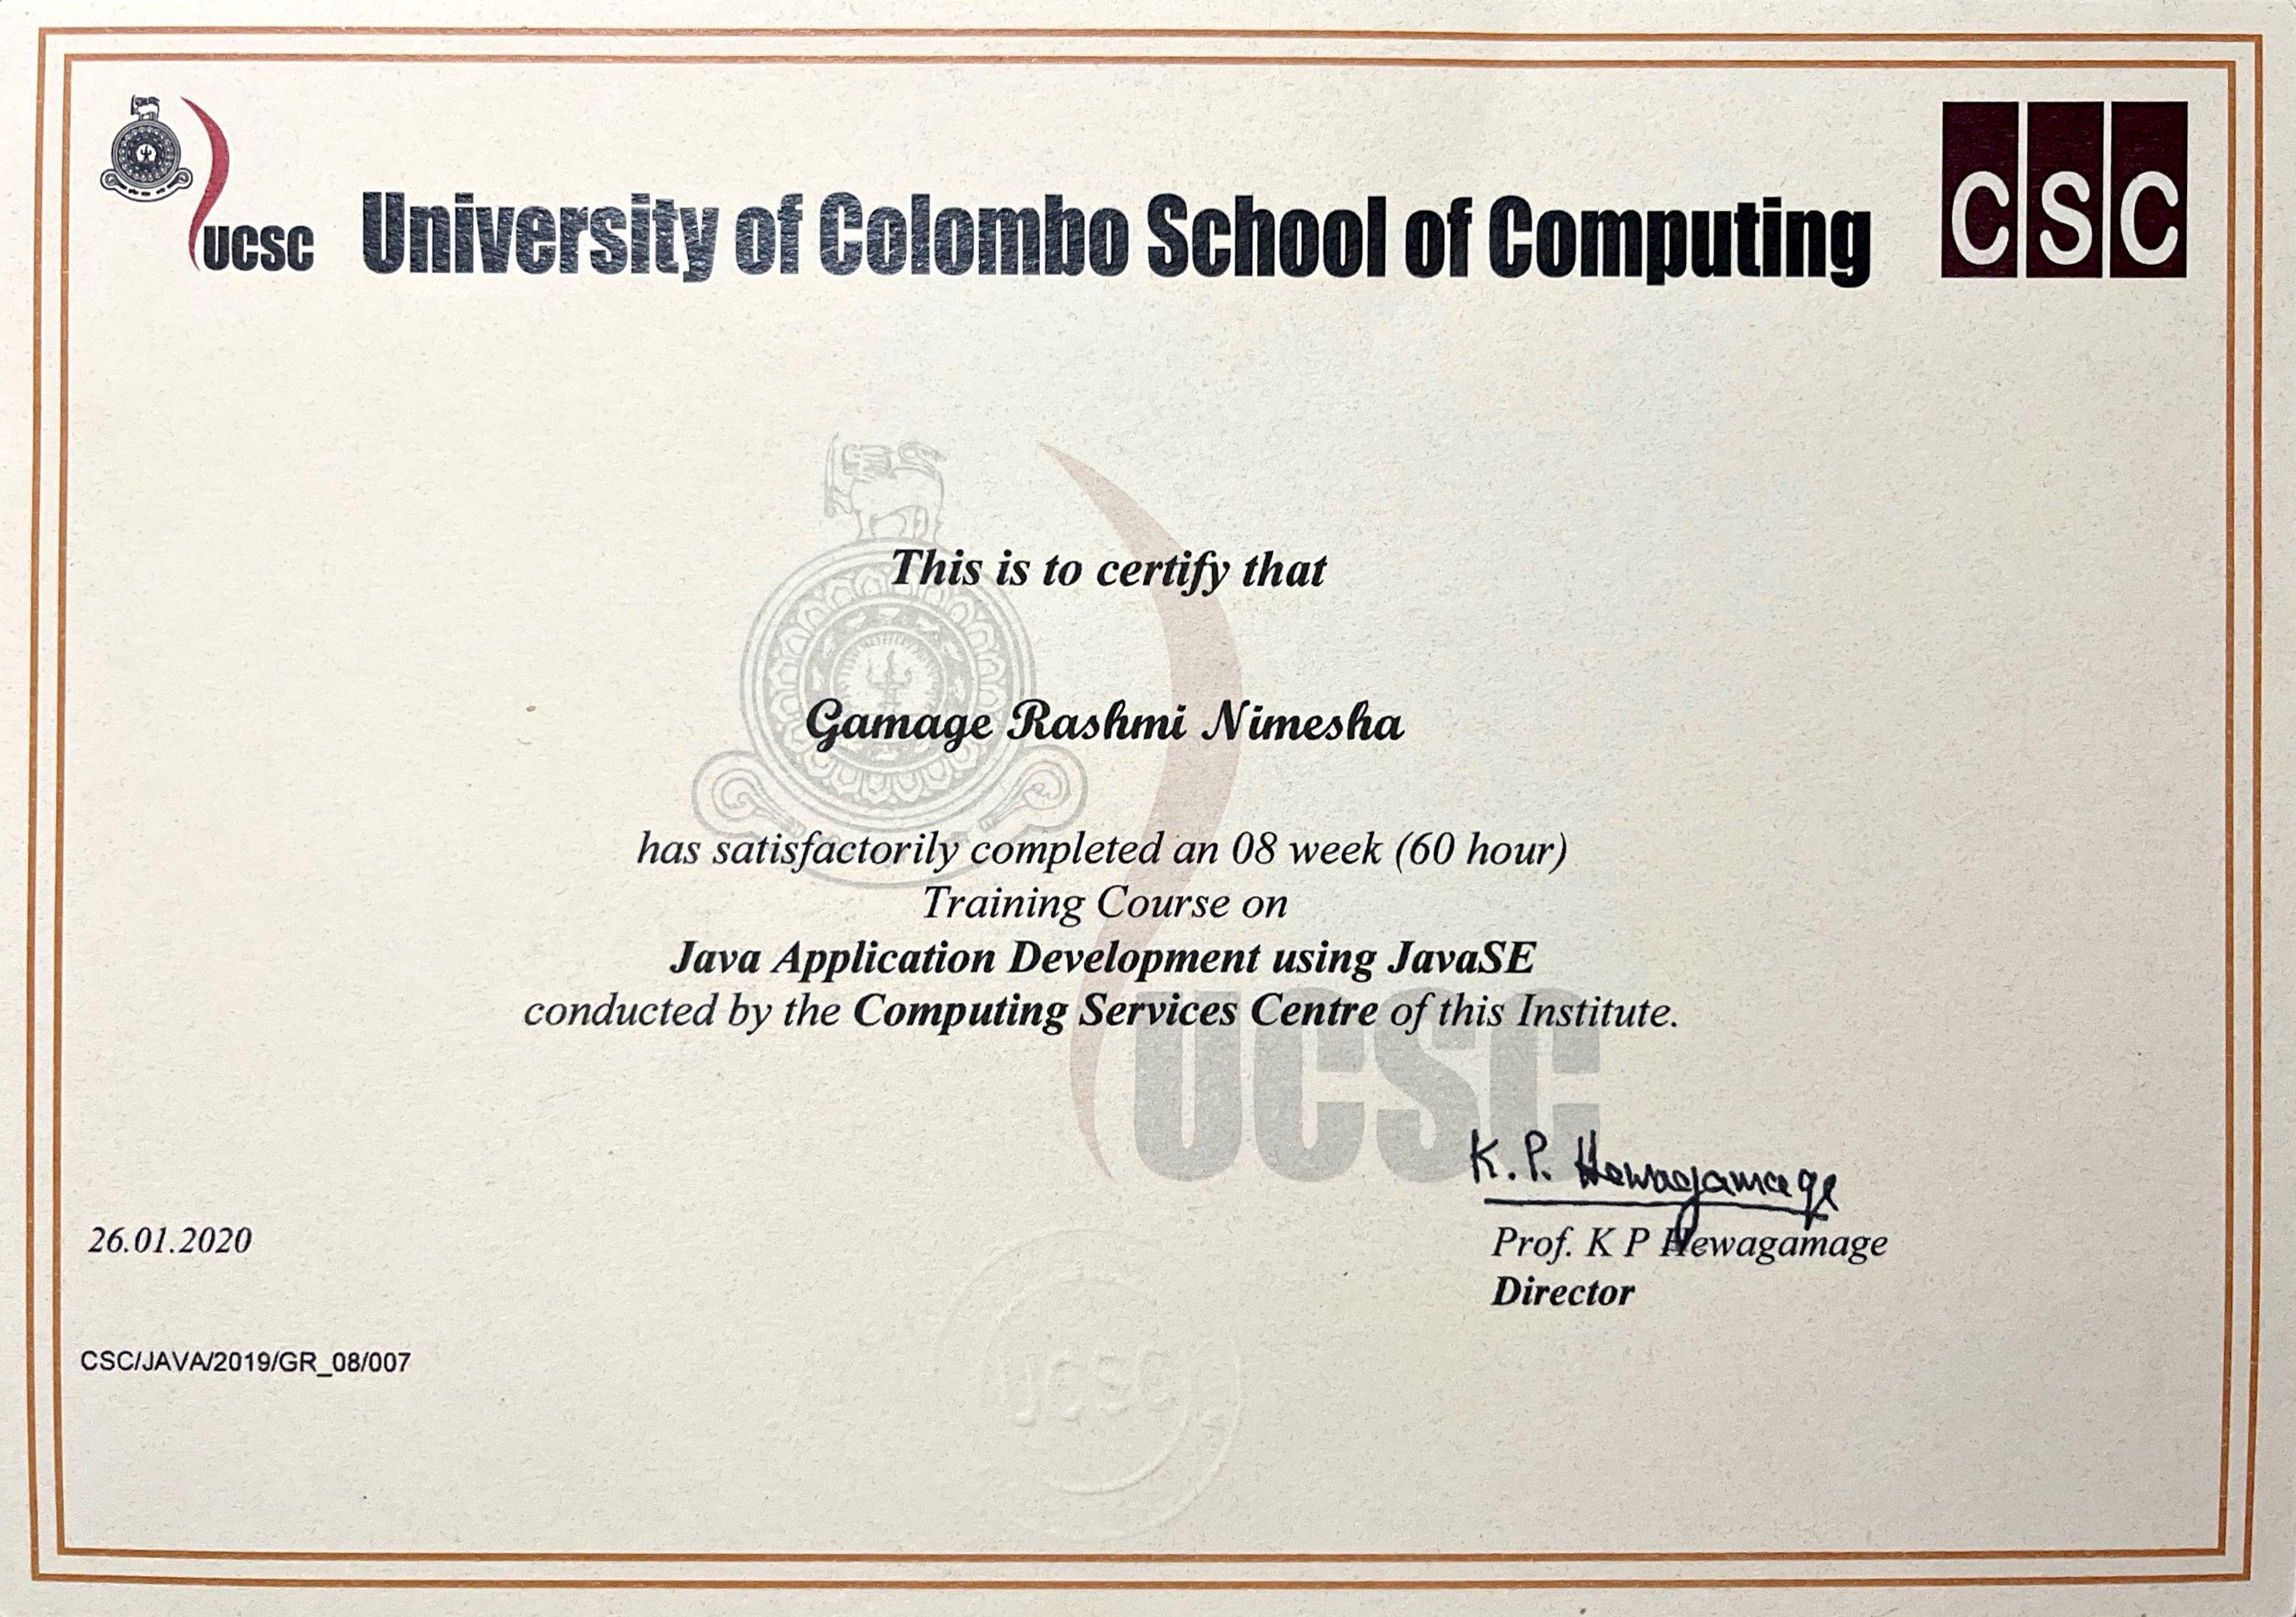 UCSC
University of Colombo School of Computing
CSC
This is to certify that
Gamage Rashmi Nimesha
has satisfactorily completed an 08 week (60 hour)
Training Course on
Java Application Development using JavaSE
conducted by the Computing Services Centre of this Institute.
UCSC
K. P. Hewagamage
26.01.2020
Prof. K P Hewagamage
Director
CSC/JAVA/2019/GR_08/007
UCSC